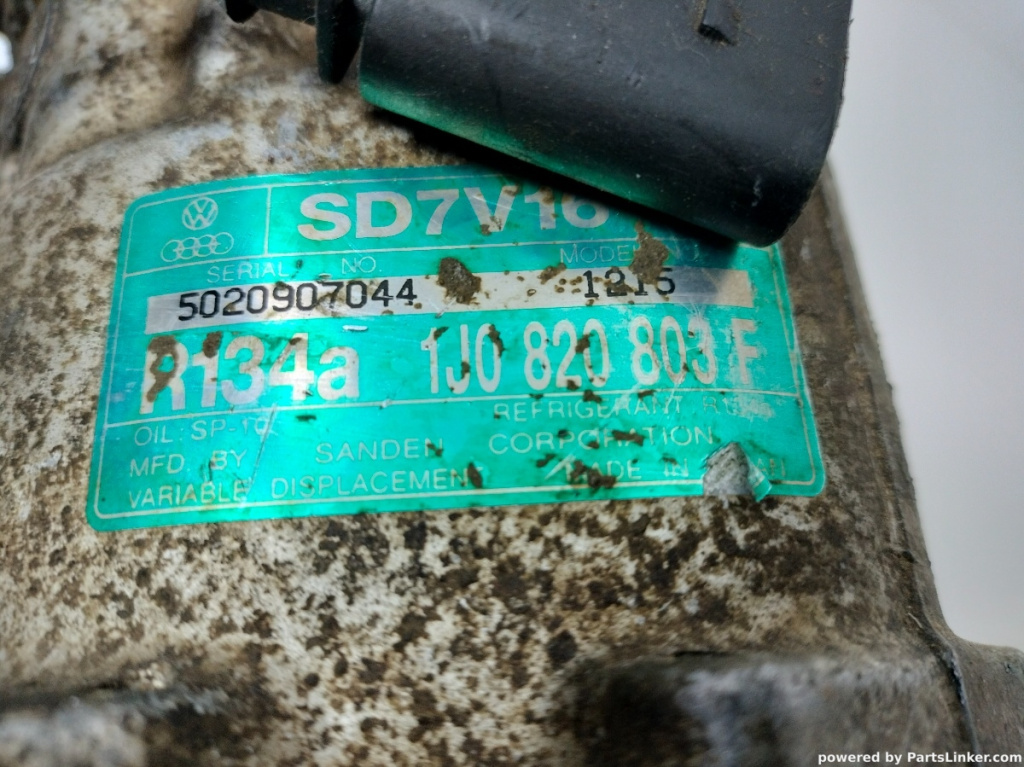 SD7V16
SERIAL NO. MODEL
5020907044 1215
R134a 1J0 820 803 F
OIL: SP-10 REFRIGERANT
MFD. BY SANDEN CORPORATION
VARIABLE DISPLACEMENT MADE IN
powered by PartsLinker.com